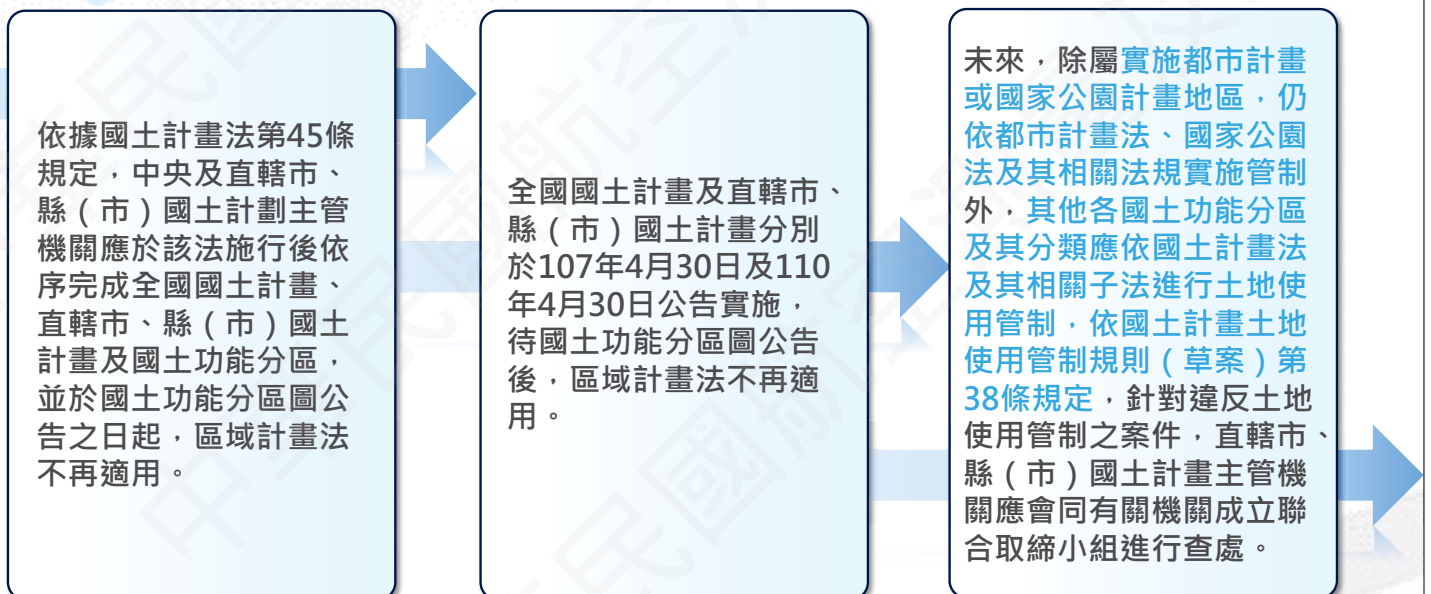 依據國土計畫法第45條
規定，中央及直轄市、
縣（市）國土計劃主管
機關應於該法施行後依
序完成全國國土計畫、
直轄市、縣（市）國土
計畫及國土功能分區，
並於國土功能分區圖公
告之日起，區域計畫法
不再適用。
全國國土計畫及直轄市、
縣（市）國土計畫分別
於107年4月30日及110
年4月30日公告實施，
待國土功能分區圖公告
後，區域計畫法不再適
用。
未來，除屬實施都市計畫
或國家公園計畫地區，仍
依都市計畫法、國家公園
法及其相關法規實施管制
外，其他各國土功能分區
及其分類應依國土計畫法
及其相關子法進行土地使
用管制，依國土計畫土地
使用管制規則（草案）第
38條規定，針對違反土地
使用管制之案件，直轄市、
縣（市）國土計畫主管機
關應會同有關機關成立聯
合取締小組進行查處。